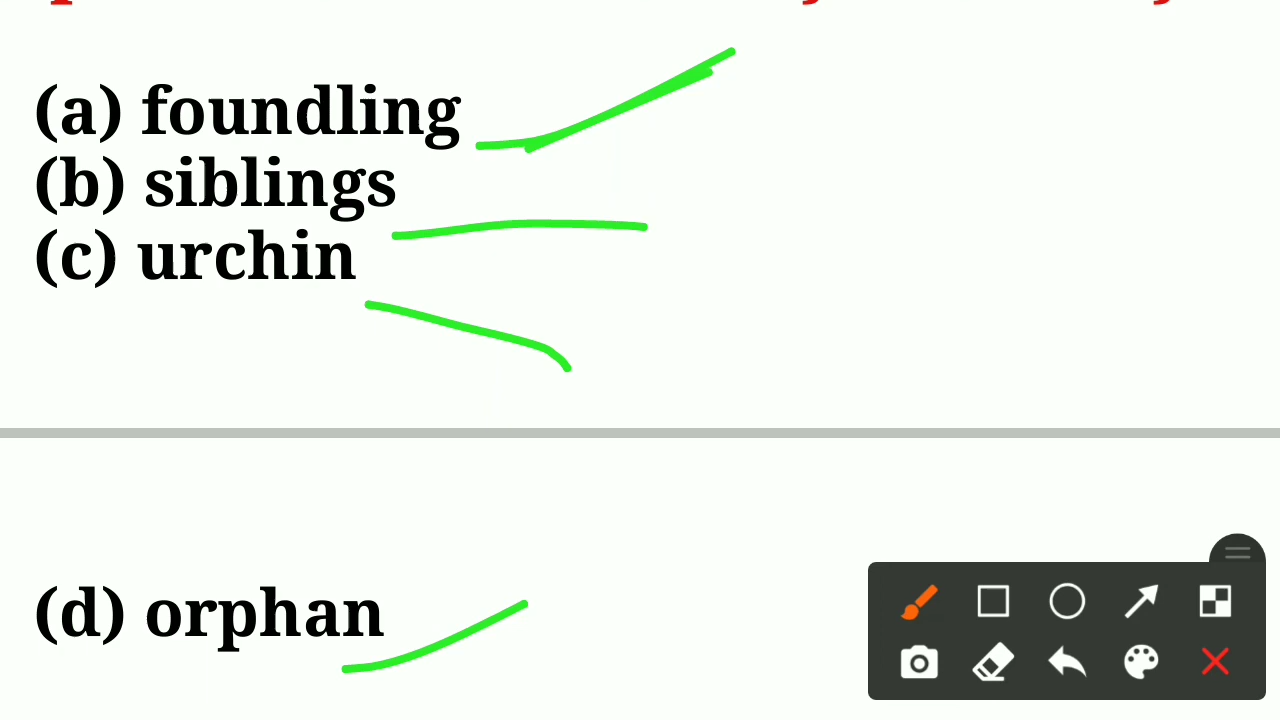 (a) foundling
(b) siblings
(c) urchin
(d) orphan